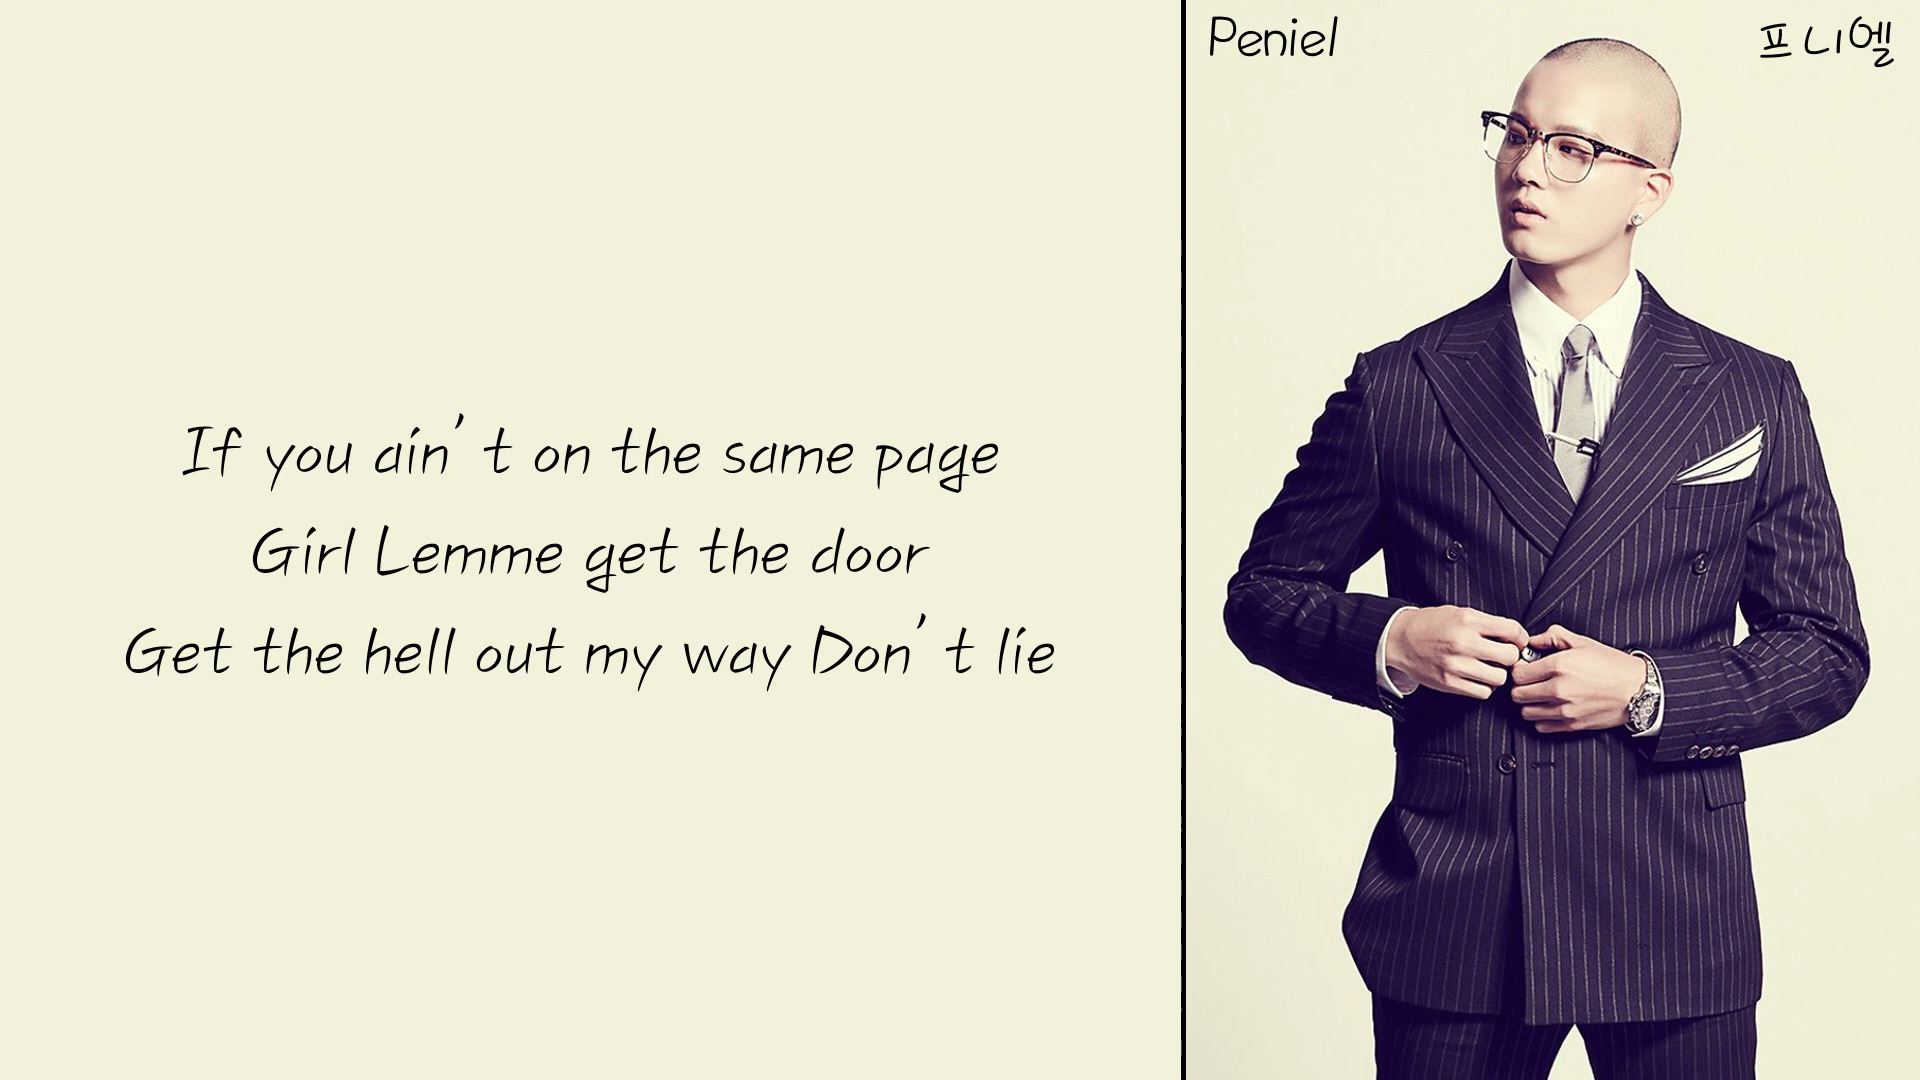 If you ain't on the same page
Girl Lemme get the door
Get the hell out my way Don't lie
Peniel
프니엘